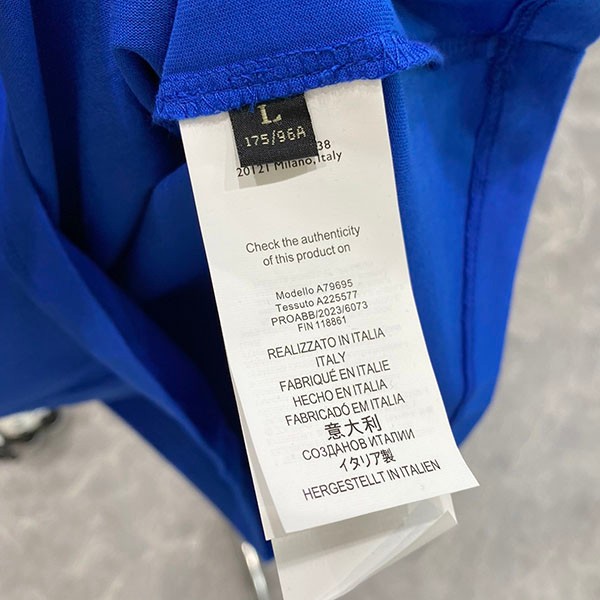 L
175/96A
38
20121 Milano, Italy
Check the authenticity
of this product on
Modello A79695
Tessuto A225577
PROABB/2023/6073
F/N 118861
REALIZZATO IN ITALIA
ITALY
FABRIQUÉ EN ITALIE
HECHO EN ITALIA
FABRICADO EM ITALIA
意大利
СОЗДАНОВ ИТАЛИИ
イタリア製
HERGESTELLT IN ITALIEN